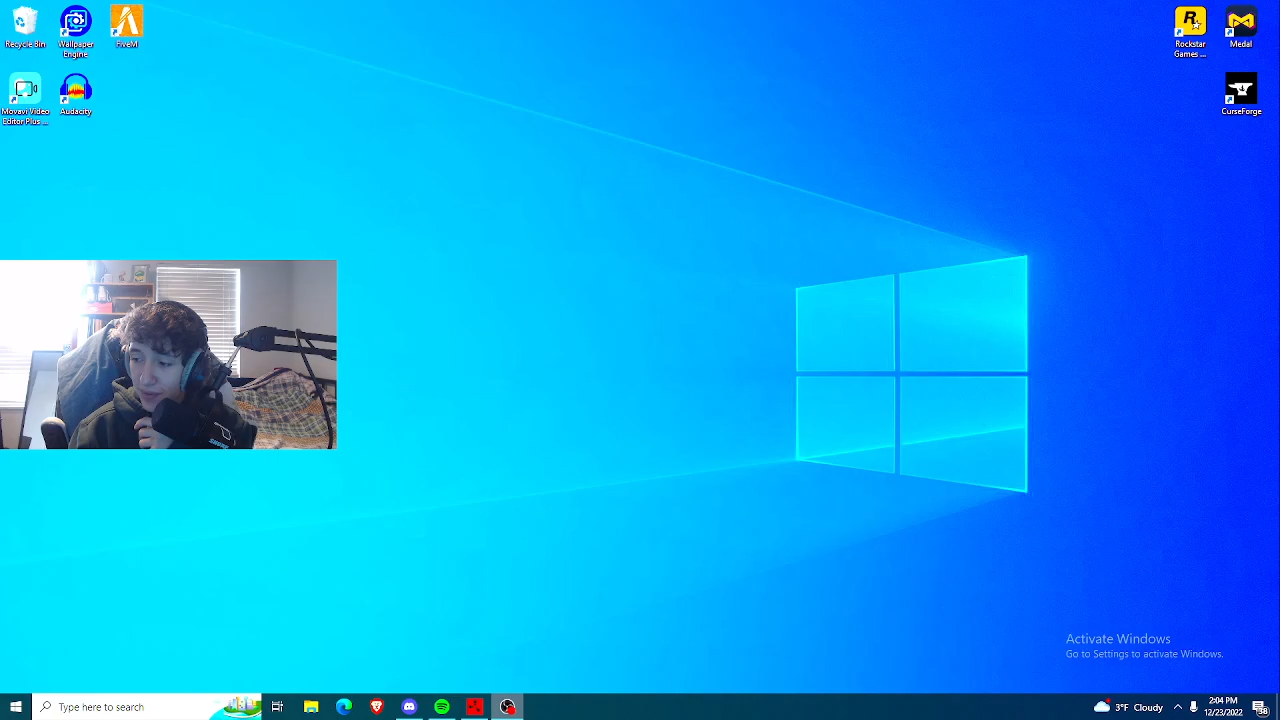 Recycle Bin
Wallpaper
Engine
FiveM
Movavi Video
Editor Plus ...
Audacity
Rockstar
Games ...
Medal
CurseForge
Activate Windows
Go to Settings to activate Windows.
Type here to search
3°F Cloudy
2:04 PM
12/23/2022